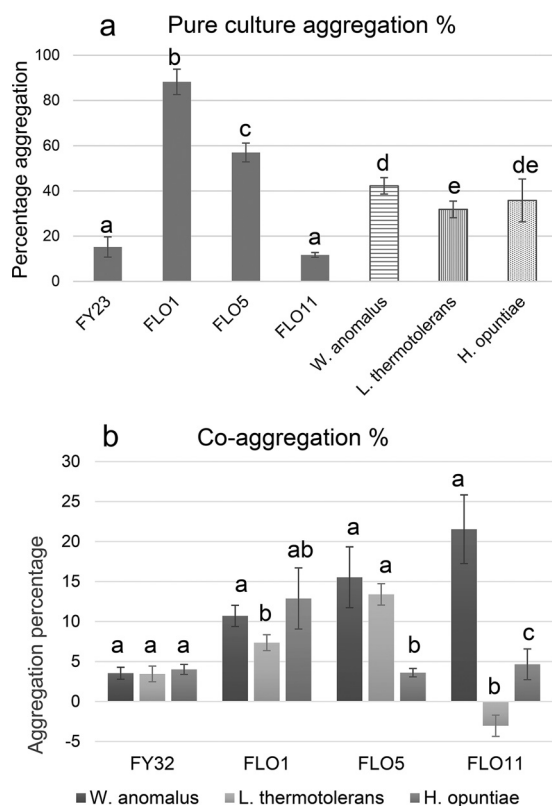 a Pure culture aggregation %
Percentage aggregation
100
80
60
40
20
0
a
b
c
a
d
e
de
FY23
FLO1
FLO5
FLO11
W. anomalus
L. thermotolerans
H. opuntiae
b Co-aggregation %
Aggregation percentage
30
25
20
15
10
5
0
-5
a a a
a b ab
a a b
a b c
FY32 FLO1 FLO5 FLO11
W. anomalus L. thermotolerans H. opuntiae